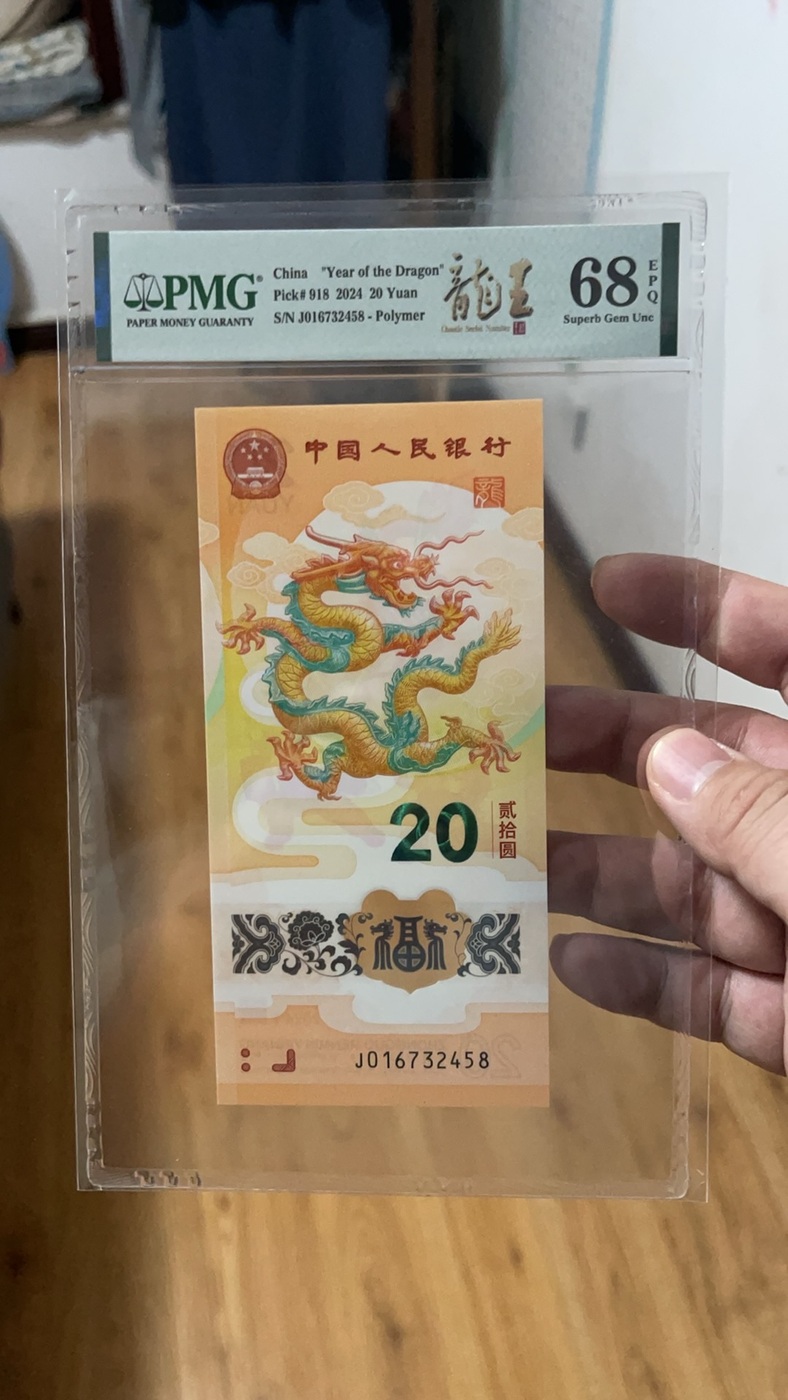 PMG®
PAPER MONEY GUARANTY
China "Year of the Dragon"
Pick# 918 2024 20 Yuan
S/N J016732458 - Polymer
龍王
68 EPQ
Superb Gem Unc
中国人民银行
龍
20
贰拾圆
福
J016732458